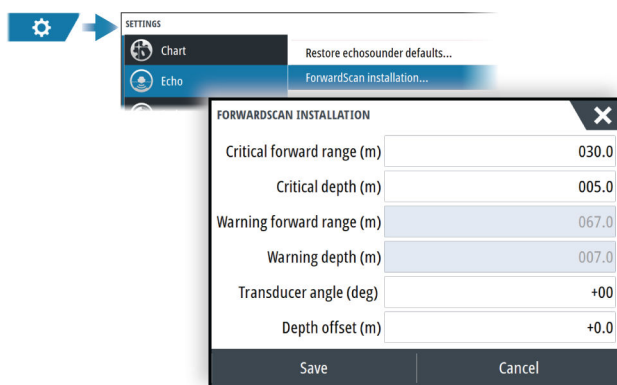 SETTINGS
Chart
Restore echosounder defaults...
Echo
ForwardScan installation...
FORWARDSCAN INSTALLATION
Critical forward range (m) 030.0
Critical depth (m) 005.0
Warning forward range (m) 067.0
Warning depth (m) 007.0
Transducer angle (deg) +00
Depth offset (m) +0.0
Save Cancel